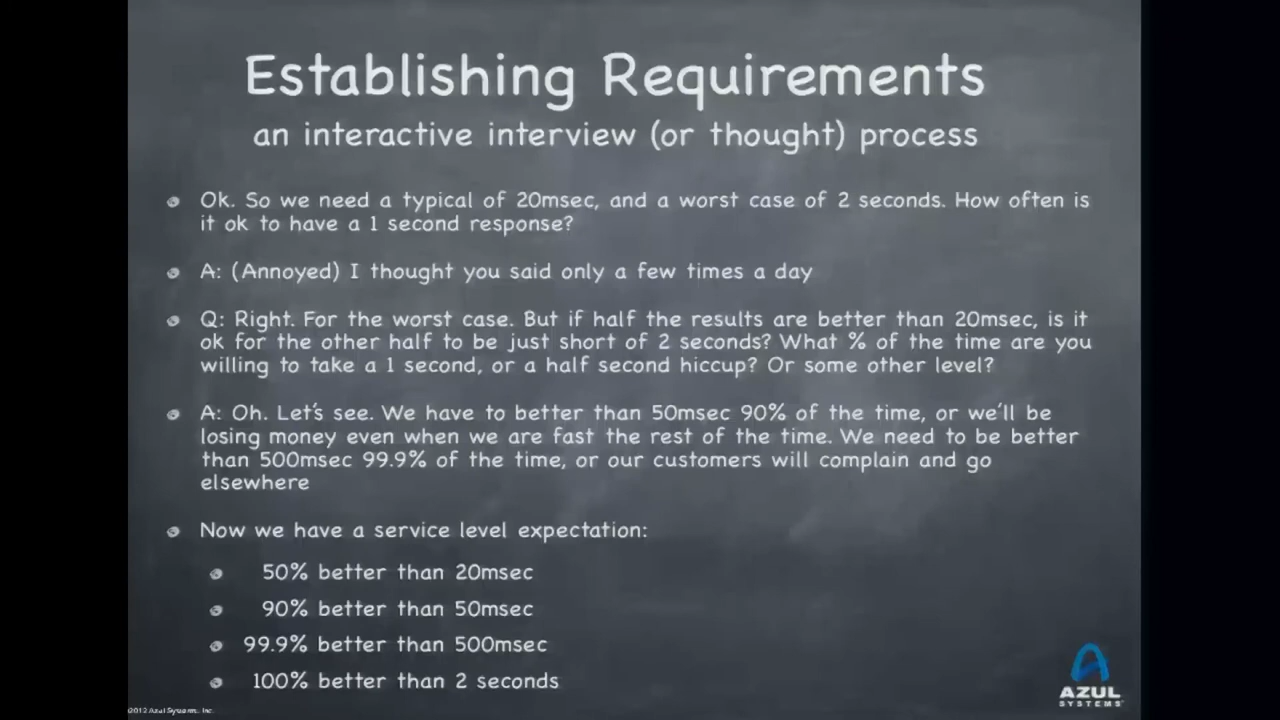 Establishing Requirements
an interactive interview (or thought) process
Ok. So we need a typical of 20msec, and a worst case of 2 seconds. How often is
it ok to have a 1 second response?
A: (Annoyed) I thought you said only a few times a day
Q: Right. For the worst case. But if half the results are better than 20msec, is it
ok for the other half to be just short of 2 seconds? What % of the time are you
willing to take a 1 second, or a half second hiccup? Or some other level?
A: Oh. Let's see. We have to better than 50msec 90% of the time, or we'll be
losing money even when we are fast the rest of the time. We need to be better
than 500msec 99.9% of the time, or our customers will complain and go
elsewhere
Now we have a service level expectation:
50% better than 20msec
90% better than 50msec
99.9% better than 500msec
100% better than 2 seconds
©2012 Azul Systems, Inc.
AZUL
SYSTEMS